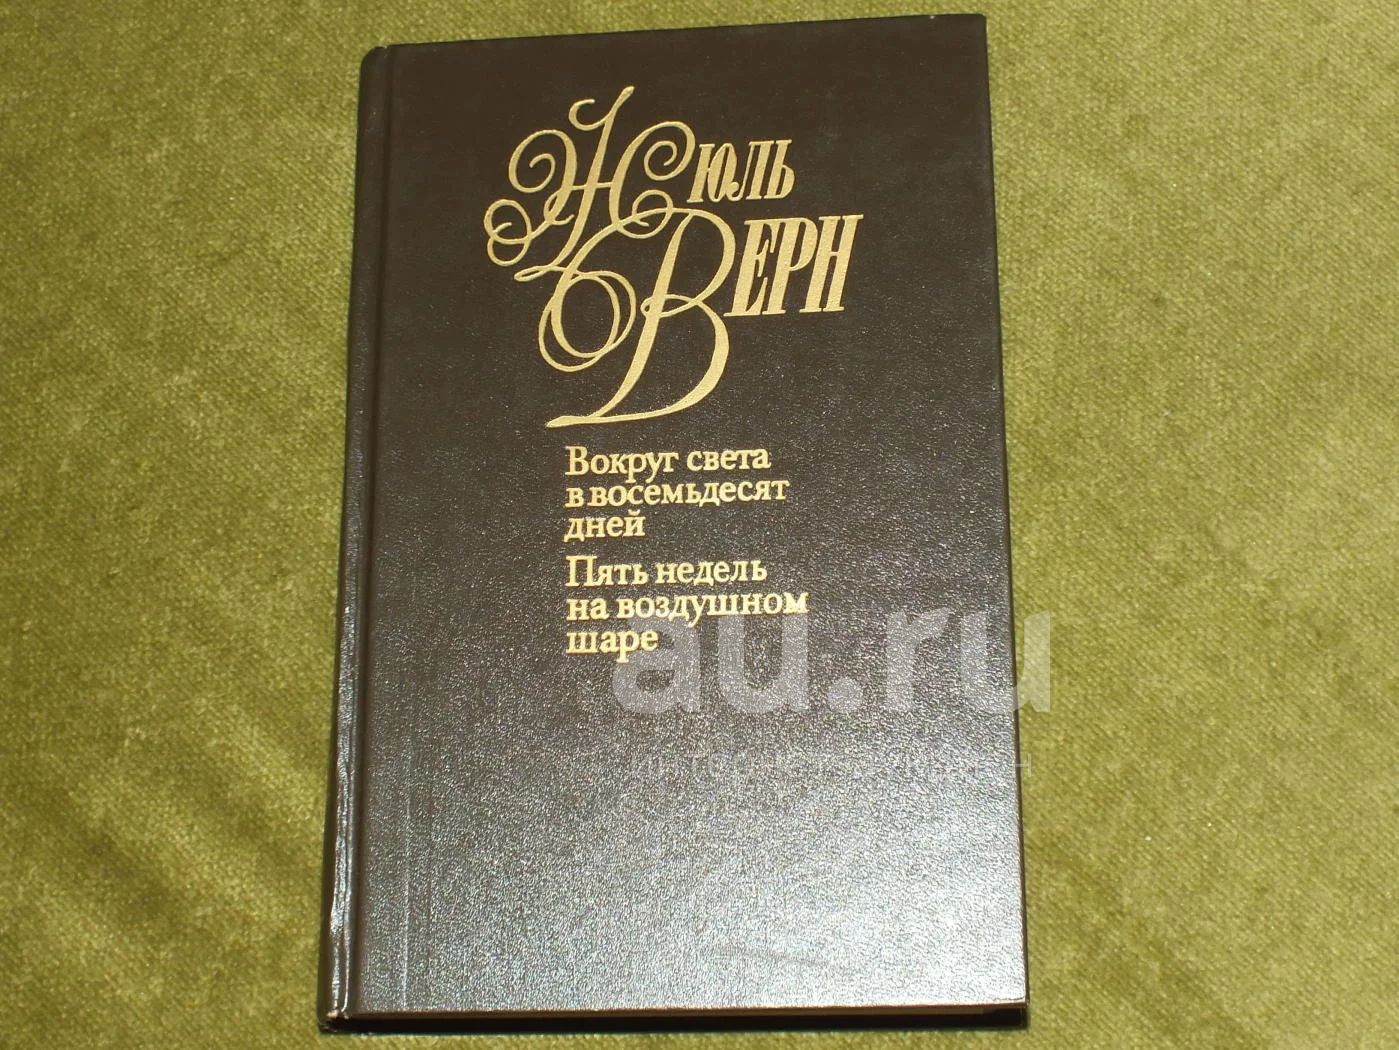 Жюль
Верн
Вокруг света
в восемьдесят
дней
Пять недель
на воздушном
шаре
au.ru